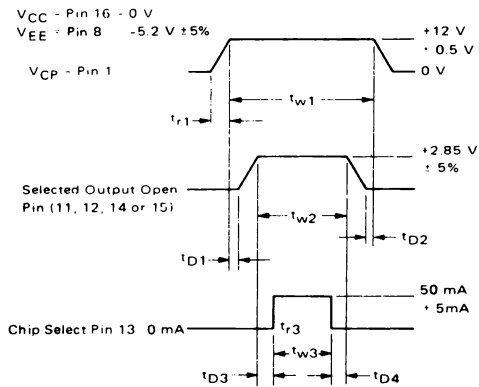 VCC - Pin 16 - 0 V
VEE - Pin 8 -5.2 V ±5%
+12 V
± 0.5 V
VCP - Pin 1
0 V
tw1
tr1
+2.85 V
± 5%
Selected Output Open
Pin (11, 12, 14 or 15)
tw2
tD2
tD1
50 mA
± 5mA
Chip Select Pin 13 0 mA
tr3
tw3
tD3
tD4